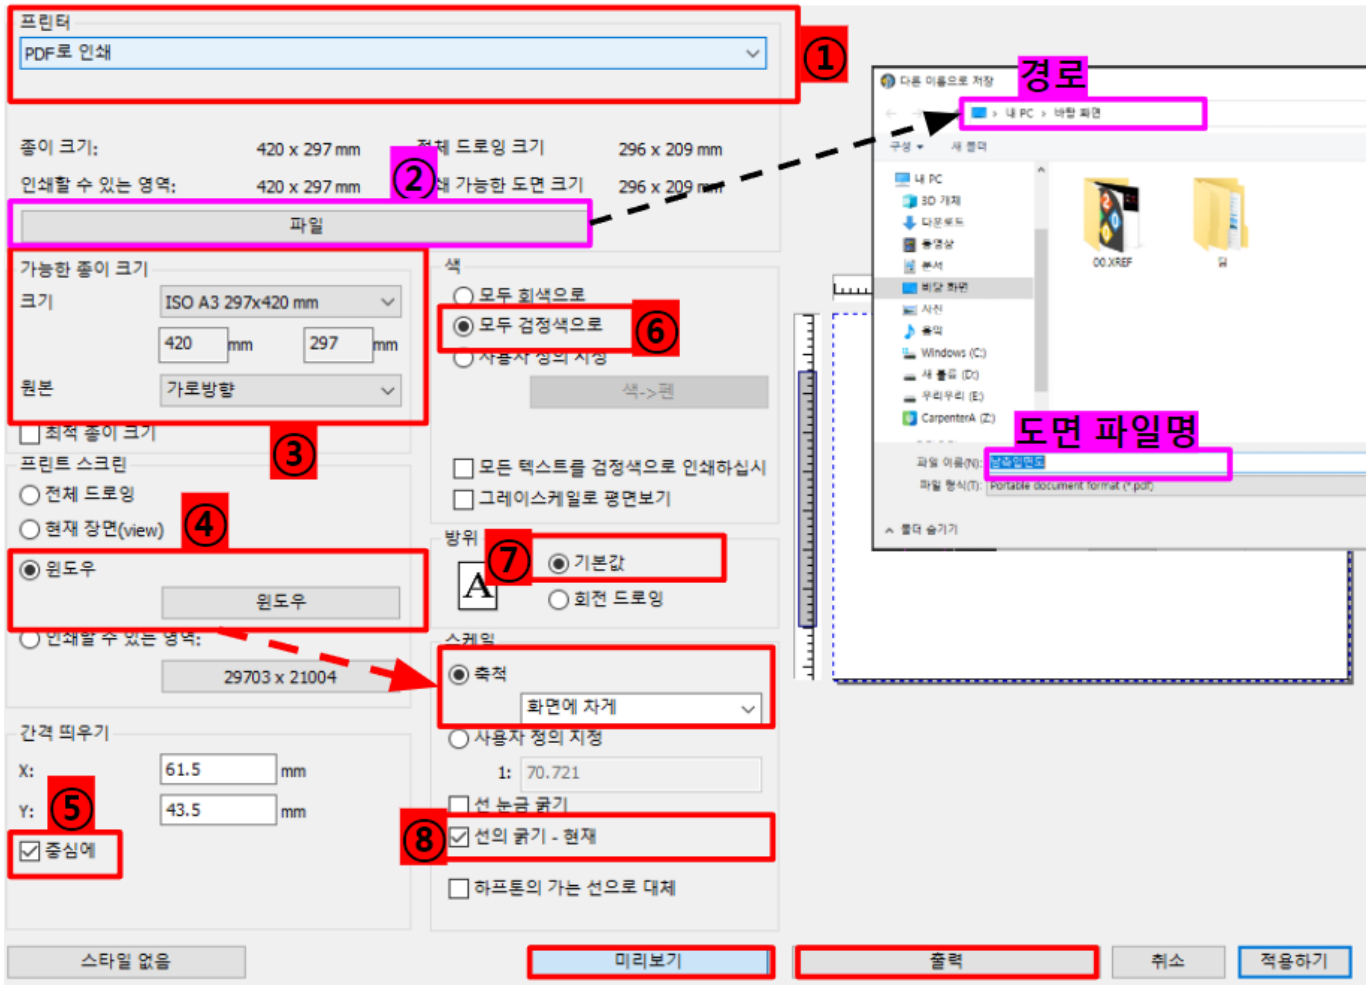 프린터
PDF로 인쇄
①
종이 크기:
420 x 297 mm
체 드로잉 크기
296 x 209 mm
인쇄할 수 있는 영역:
420 x 297 mm
②
쇄 가능한 도면 크기
296 x 209 mm
파일
가능한 종이 크기
크기
ISO A3 297x420 mm
420 mm
297 mm
원본
가로방향
최적 종이 크기
③
프린트 스크린
전체 드로잉
현재 장면(view)
④
윈도우
윈도우
인쇄할 수 있는 영역:
29703 x 21004
간격 띄우기
X:
61.5 mm
Y:
43.5 mm
⑤
중심에
색
모두 회색으로
모두 검정색으로
⑥
사용자 정의 지정
색->펜
모든 텍스트를 검정색으로 인쇄하십시
그레이스케일로 평면보기
방위
⑦
A
기본값
회전 드로잉
스케일
축척
화면에 차게
사용자 정의 지정
1: 70.721
선 눈금 굵기
⑧
선의 굵기 - 현재
하프톤의 가는 선으로 대체
경로
다른 이름으로 저장
내 PC > 바탕 화면
구성
새 폴더
내 PC
3D 개체
다운로드
동영상
문서
바탕 화면
사진
음악
Windows (C:)
새 볼륨 (D:)
우리우리 (E:)
CarpenterA (Z:)
00.XREF
도면 파일명
파일 이름(N):
남측입면도
파일 형식(T):
Portable document format (*.pdf)
폴더 숨기기
스타일 없음
미리보기
출력
취소
적용하기